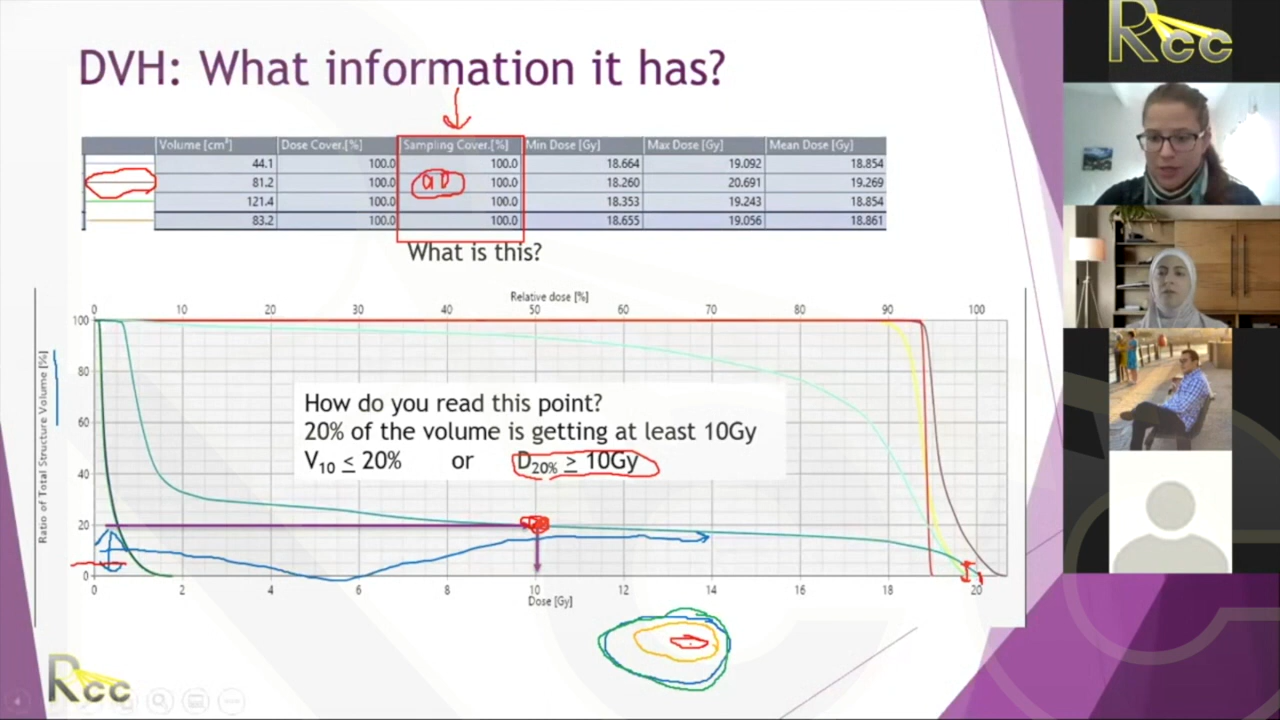 DVH: What information it has?
Rcc
Volume [cm³] Dose Cover.[%] Sampling Cover.[%] Min Dose [Gy] Max Dose [Gy] Mean Dose [Gy]
44.1 100.0 100.0 18.664 19.092 18.854
81.2 100.0 100.0 18.260 20.691 19.269
121.4 100.0 100.0 18.353 19.243 18.854
83.2 100.0 100.0 18.655 19.056 18.861
What is this?
Relative dose [%]
0 10 20 30 40 50 60 70 80 90 100
Ratio of Total Structure Volume [%]
100
80
60
40
20
0
How do you read this point?
20% of the volume is getting at least 10Gy
V10 ≤ 20% or D20% ≥ 10Gy
0 2 4 6 8 10 12 14 16 18 20
Dose [Gy]
Rcc